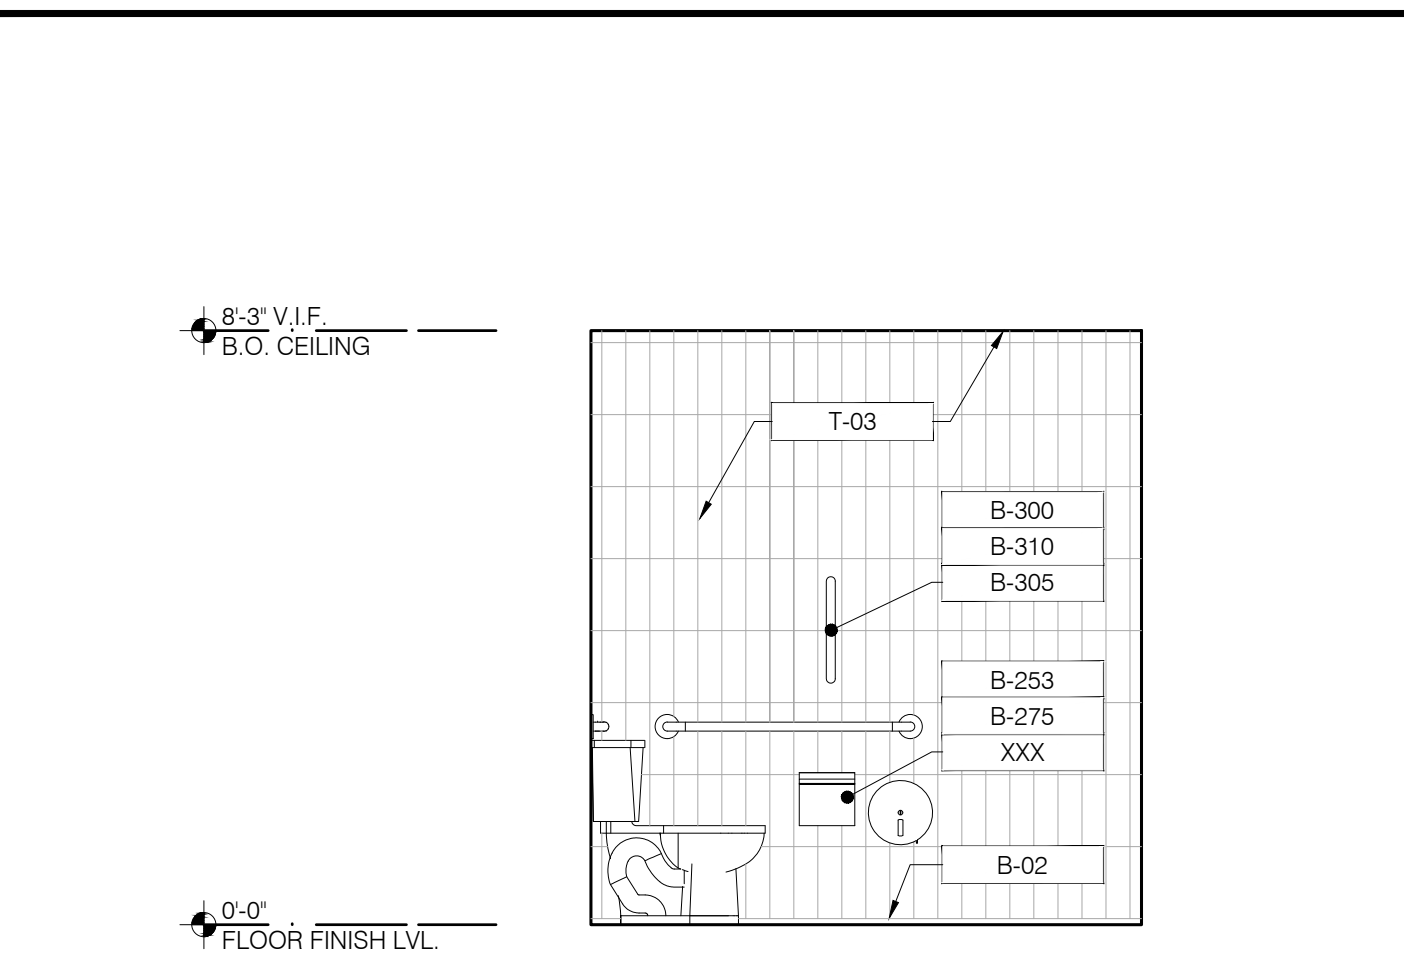 8'-3" V.I.F.
B.O. CEILING
T-03
B-300
B-310
B-305
B-253
B-275
XXX
B-02
0'-0"
FLOOR FINISH LVL.